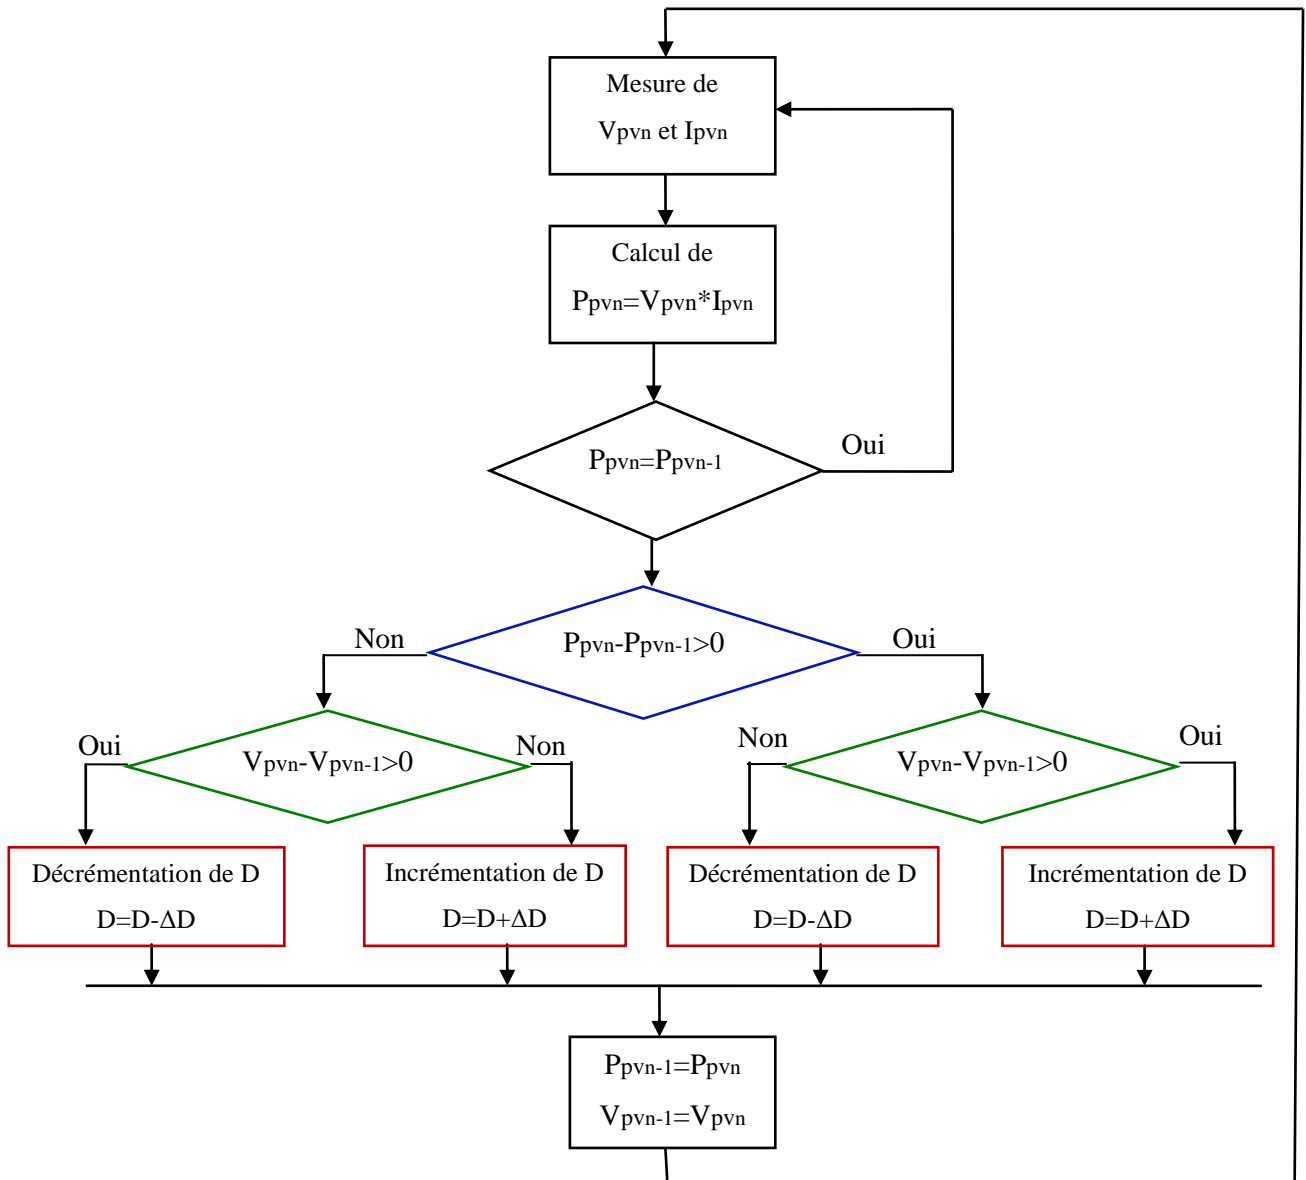 Mesure de
Vpvn et Ipvn
Calcul de
Ppvn=Vpvn*Ipvn
Ppvn=Ppvn-1
Oui
Ppvn-Ppvn-1>0
Non
Oui
Vpvn-Vpvn-1>0
Oui
Non
Vpvn-Vpvn-1>0
Non
Oui
Décrémentation de D
D=D-ΔD
Incrémentation de D
D=D+ΔD
Décrémentation de D
D=D-ΔD
Incrémentation de D
D=D+ΔD
Ppvn-1=Ppvn
Vpvn-1=Vpvn